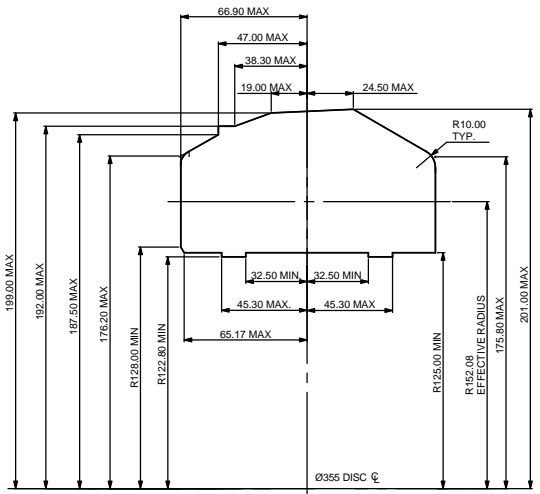 66.90 MAX
47.00 MAX
38.30 MAX
19.00 MAX
24.50 MAX
R10.00
TYP.
199.00 MAX
192.00 MAX
187.50 MAX
176.20 MAX
R128.00 MIN
R122.80 MIN
32.50 MIN.
32.50 MIN
45.30 MAX.
45.30 MAX
65.17 MAX
R125.00 MIN
R152.08
EFFECTIVE RADIUS
175.80 MAX
201.00 MAX
Ø355 DISC ℄